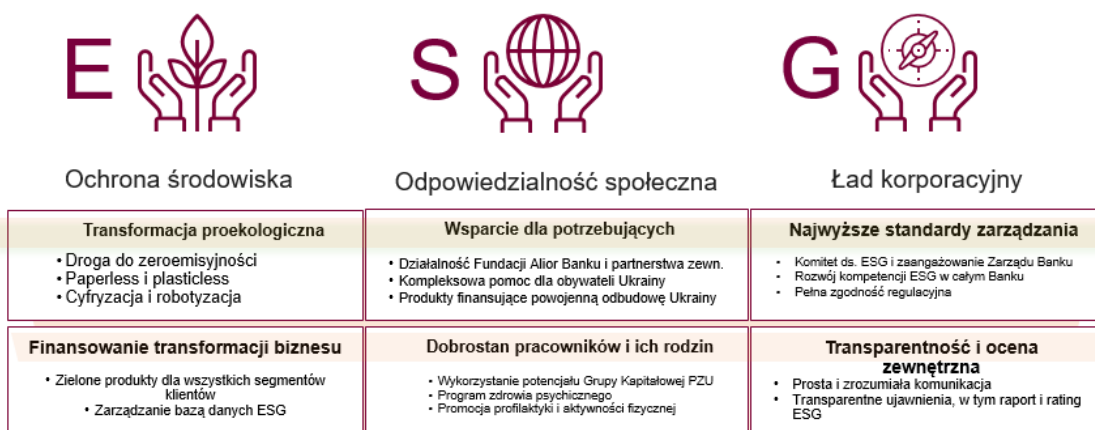 E
S
G
Ochrona środowiska
Odpowiedzialność społeczna
Ład korporacyjny
Transformacja proekologiczna
• Droga do zeroemisyjności
• Paperless i plasticless
• Cyfryzacja i robotyzacja
Wsparcie dla potrzebujących
• Działalność Fundacji Alior Banku i partnerstwa zewn.
• Kompleksowa pomoc dla obywateli Ukrainy
• Produkty finansujące powojenną odbudowę Ukrainy
Najwyższe standardy zarządzania
• Komitet ds. ESG i zaangażowanie Zarządu Banku
• Rozwój kompetencji ESG w całym Banku
• Pełna zgodność regulacyjna
Finansowanie transformacji biznesu
• Zielone produkty dla wszystkich segmentów
klientów
• Zarządzanie bazą danych ESG
Dobrostan pracowników i ich rodzin
• Wykorzystanie potencjału Grupy Kapitałowej PZU
• Program zdrowia psychicznego
• Promocja profilaktyki i aktywności fizycznej
Transparentność i ocena
zewnętrzna
• Prosta i zrozumiała komunikacja
• Transparentne ujawnienia, w tym raport i rating
ESG